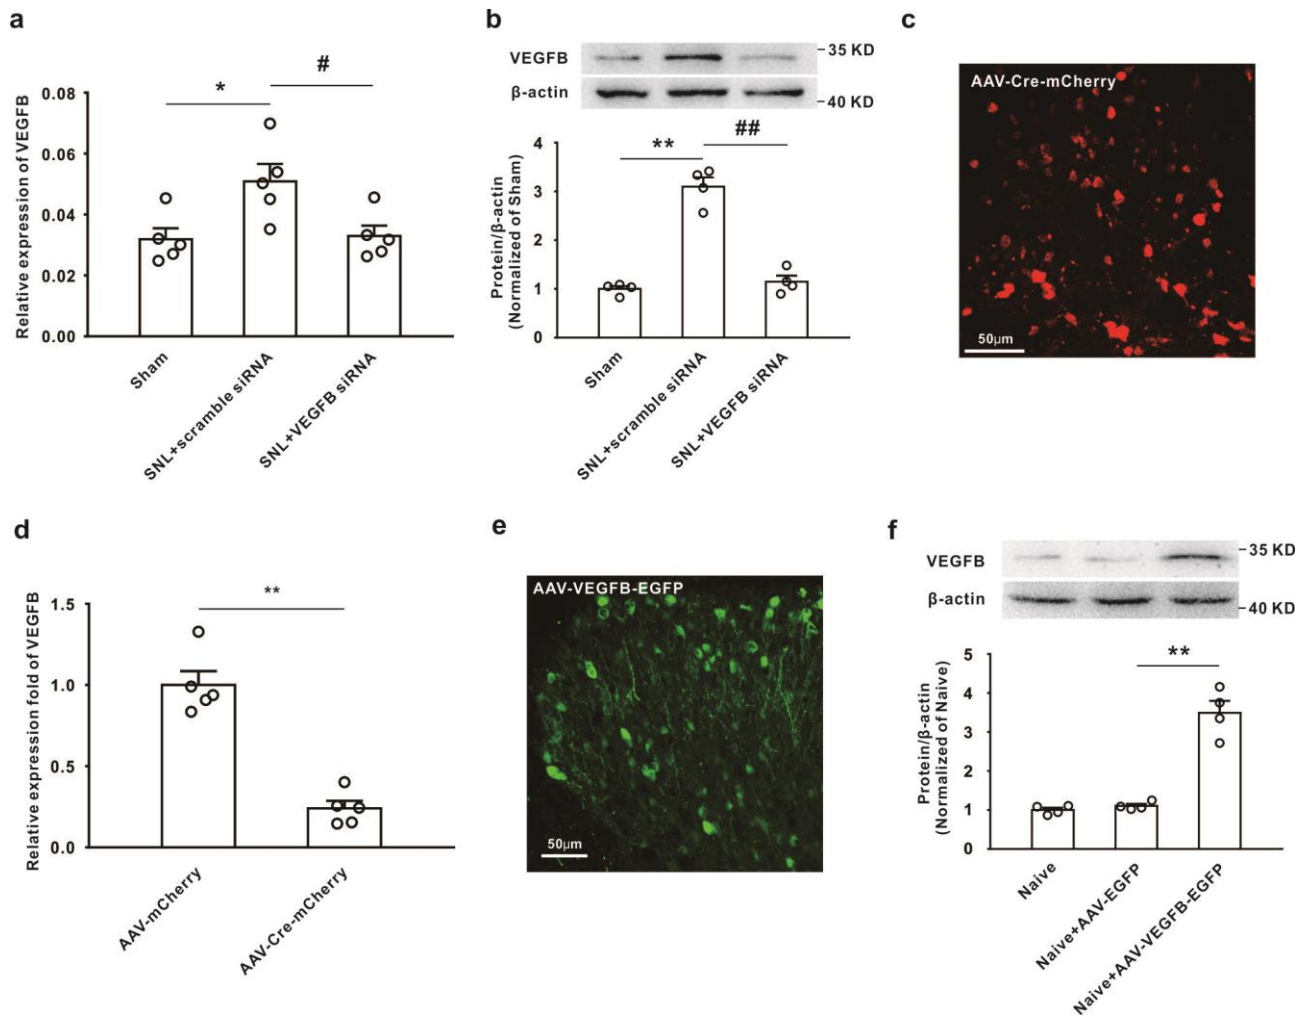 a
Relative expression of VEGFB
0.08
0.06
0.04
0.02
0.00
*
#
Sham
SNL+scramble siRNA
SNL+VEGFB siRNA
b
VEGFB
35 KD
β-actin
40 KD
Protein/β-actin
(Normalized of Sham)
4
3
2
1
0
**
##
Sham
SNL+scramble siRNA
SNL+VEGFB siRNA
c
AAV-Cre-mCherry
50μm
d
Relative expression fold of VEGFB
1.5
1.0
0.5
0.0
**
AAV-mCherry
AAV-Cre-mCherry
e
AAV-VEGFB-EGFP
50μm
f
VEGFB
35 KD
β-actin
40 KD
Protein/β-actin
(Normalized of Naive)
5
4
3
2
1
0
**
Naive
Naive+AAV-EGFP
Naive+AAV-VEGFB-EGFP